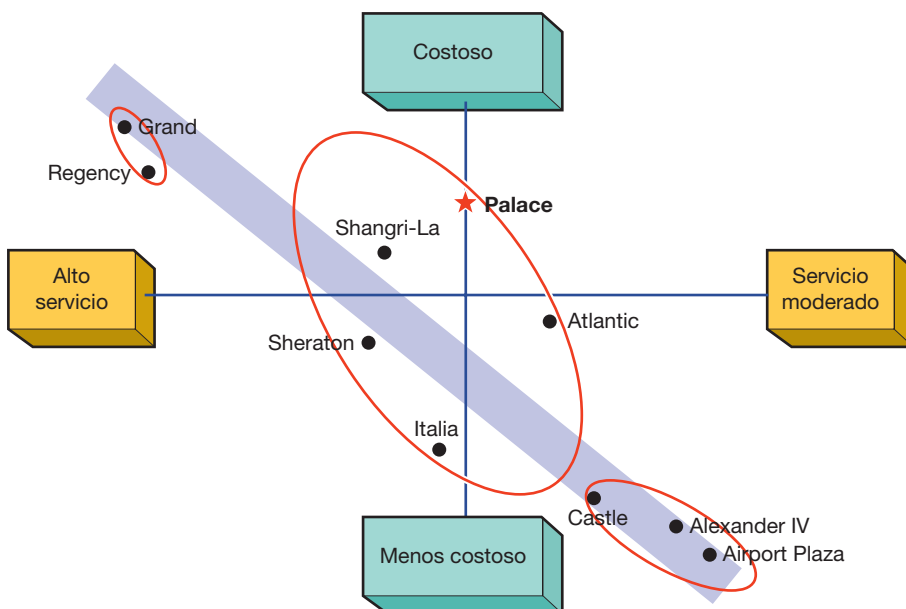 Costoso
Grand
Regency
Palace
Shangri-La
Alto
servicio
Servicio
moderado
Atlantic
Sheraton
Italia
Castle
Alexander IV
Airport Plaza
Menos costoso